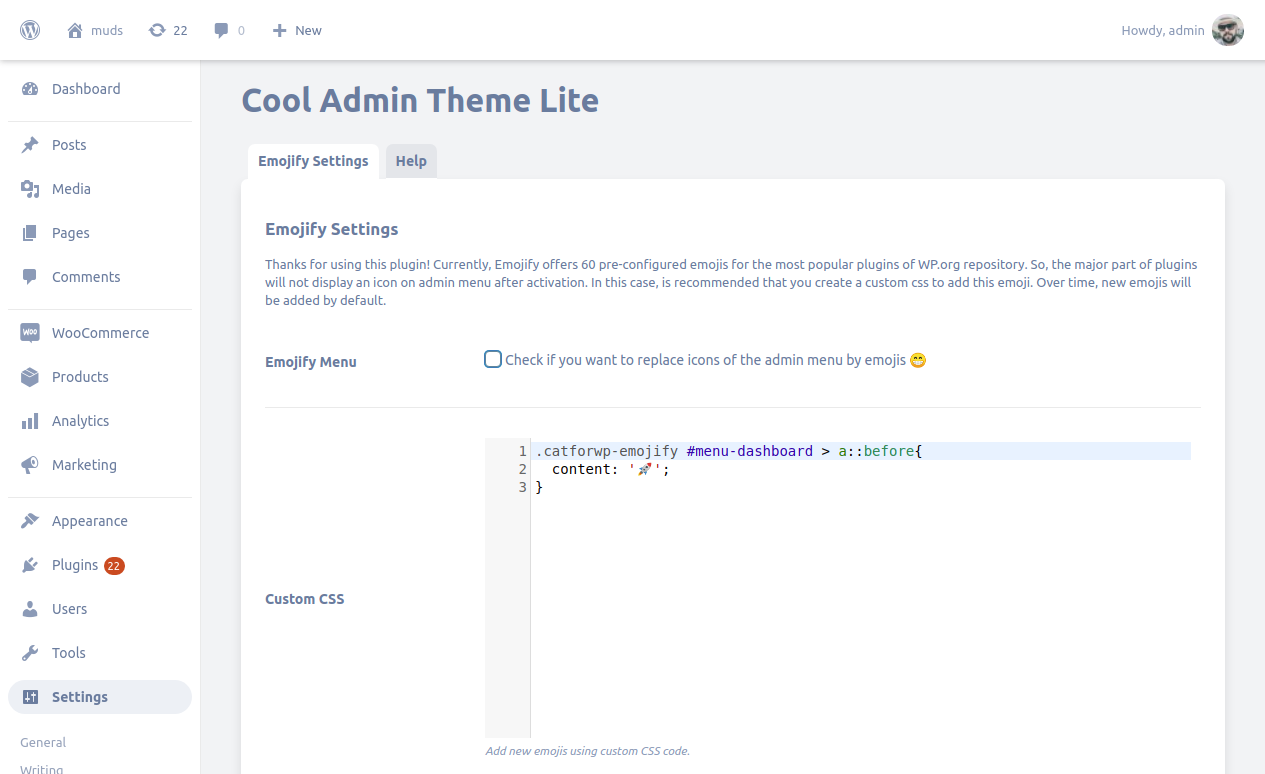 muds 22 0 New Howdy, admin
Dashboard
Posts
Media
Pages
Comments
WooCommerce
Products
Analytics
Marketing
Appearance
Plugins 22
Users
Tools
Settings
General
Writing
Cool Admin Theme Lite
Emojify Settings Help
Emojify Settings
Thanks for using this plugin! Currently, Emojify offers 60 pre-configured emojis for the most popular plugins of WP.org repository. So, the major part of plugins
will not display an icon on admin menu after activation. In this case, is recommended that you create a custom css to add this emoji. Over time, new emojis will
be added by default.
Emojify Menu Check if you want to replace icons of the admin menu by emojis 😁
Custom CSS
1 .catforwp-emojify #menu-dashboard > a::before{
2 content: '🚀';
3 }
Add new emojis using custom CSS code.